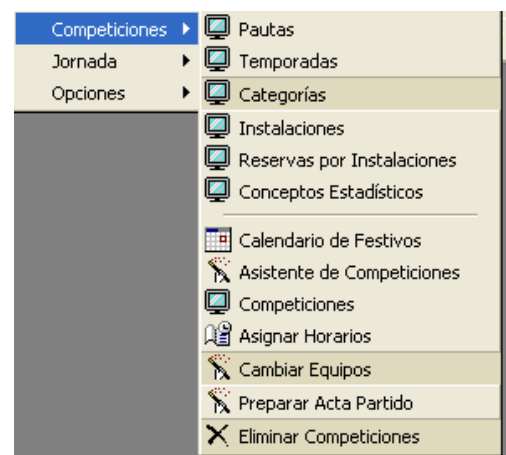 Competiciones
Jornada
Opciones
Pautas
Temporadas
Categorías
Instalaciones
Reservas por Instalaciones
Conceptos Estadísticos
Calendario de Festivos
Asistente de Competiciones
Competiciones
Asignar Horarios
Cambiar Equipos
Preparar Acta Partido
Eliminar Competiciones